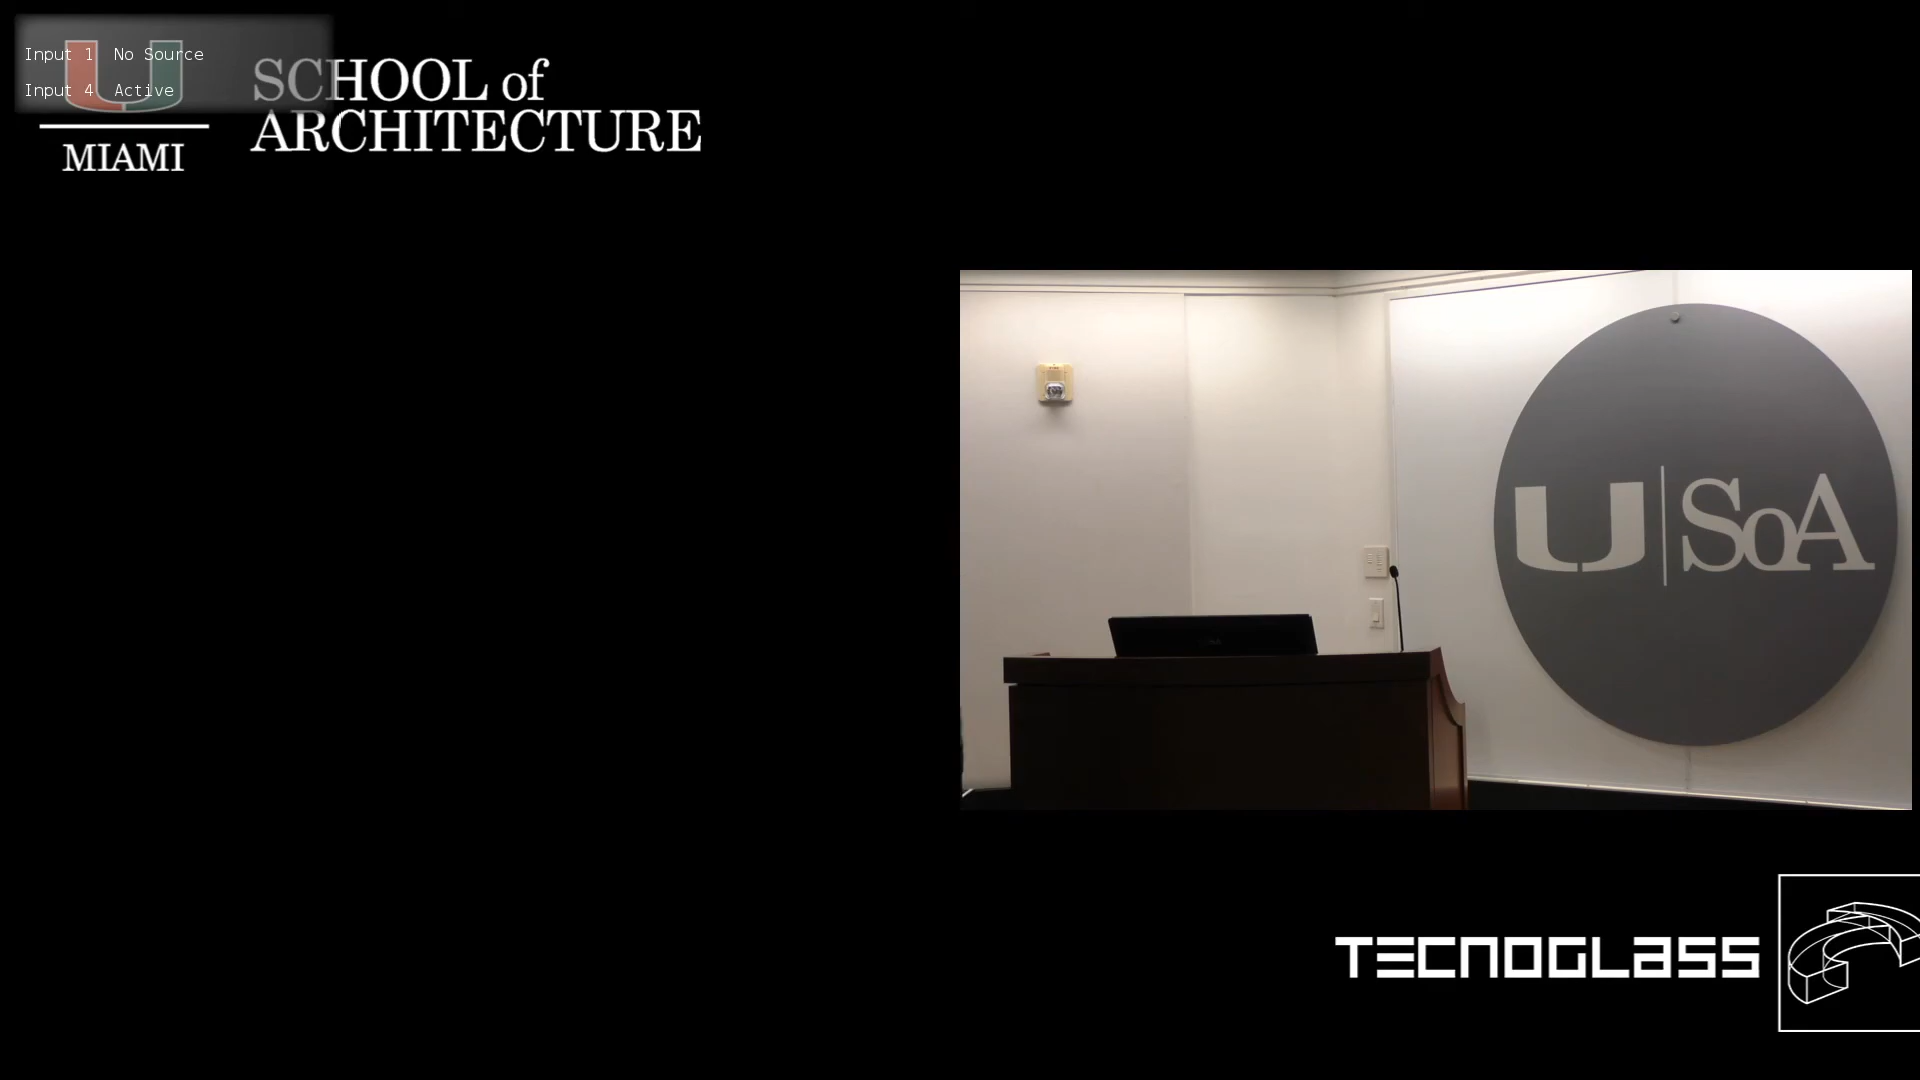 Input 1 No Source
Input 4 Active
U
MIAMI
SCHOOL of
ARCHITECTURE
U SoA
TECNOGLASS